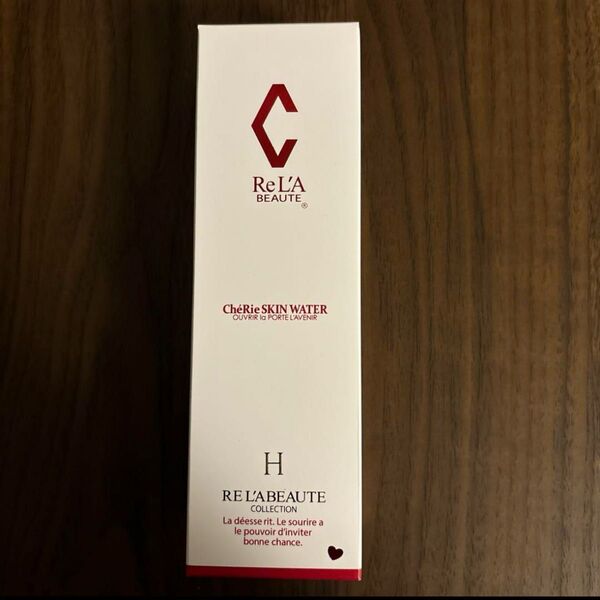 C
ReL'A
BEAUTE
®
ChéRie SKIN WATER
OUVRIR la PORTE L'AVENIR
H
RE L'ABEAUTE
COLLECTION
La déesse rit. Le sourire a
le pouvoir d'inviter
bonne chance.